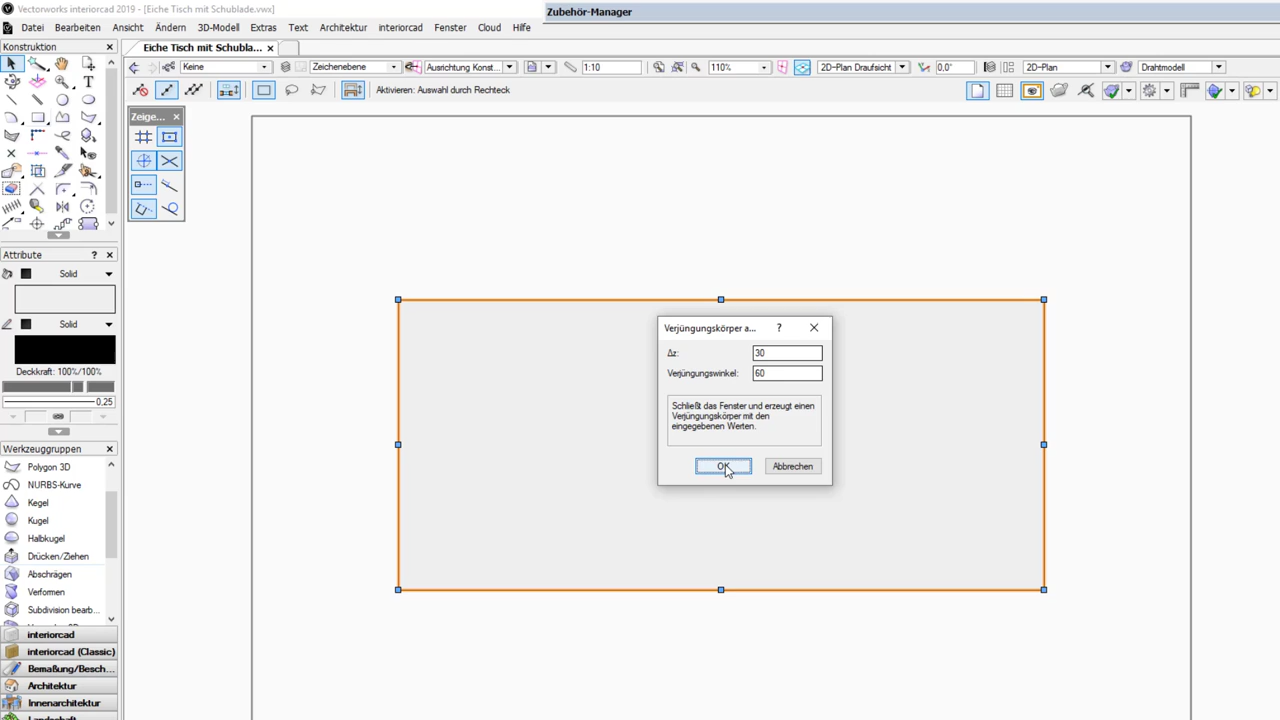 Vectorworks interiorcad 2019 - [Eiche Tisch mit Schublade.vwx]
Zubehör-Manager
Datei Bearbeiten Ansicht Ändern 3D-Modell Extras Text Architektur interiorcad Fenster Cloud Hilfe
Konstruktion
Eiche Tisch mit Schubla...
Keine Zeichenebene Ausrichtung Konst... 1:10 110% 2D-Plan Draufsicht 0,0° 2D-Plan Drahtmodell
Aktivieren: Auswahl durch Rechteck
Zeige...
Attribute ?
Solid
Solid
Deckkraft: 100%/100%
0,25
Werkzeuggruppen
Polygon 3D
NURBS-Kurve
Kegel
Kugel
Halbkugel
Drücken/Ziehen
Abschrägen
Verformen
Subdivision bearb...
interiorcad
interiorcad (Classic)
Bemaßung/Besch...
Architektur
Innenarchitektur
Landschaft
Verjüngungskörper a... ?
Δz: 30
Verjüngungswinkel: 60
Schließt das Fenster und erzeugt einen
Verjüngungskörper mit den
eingegebenen Werten.
OK Abbrechen